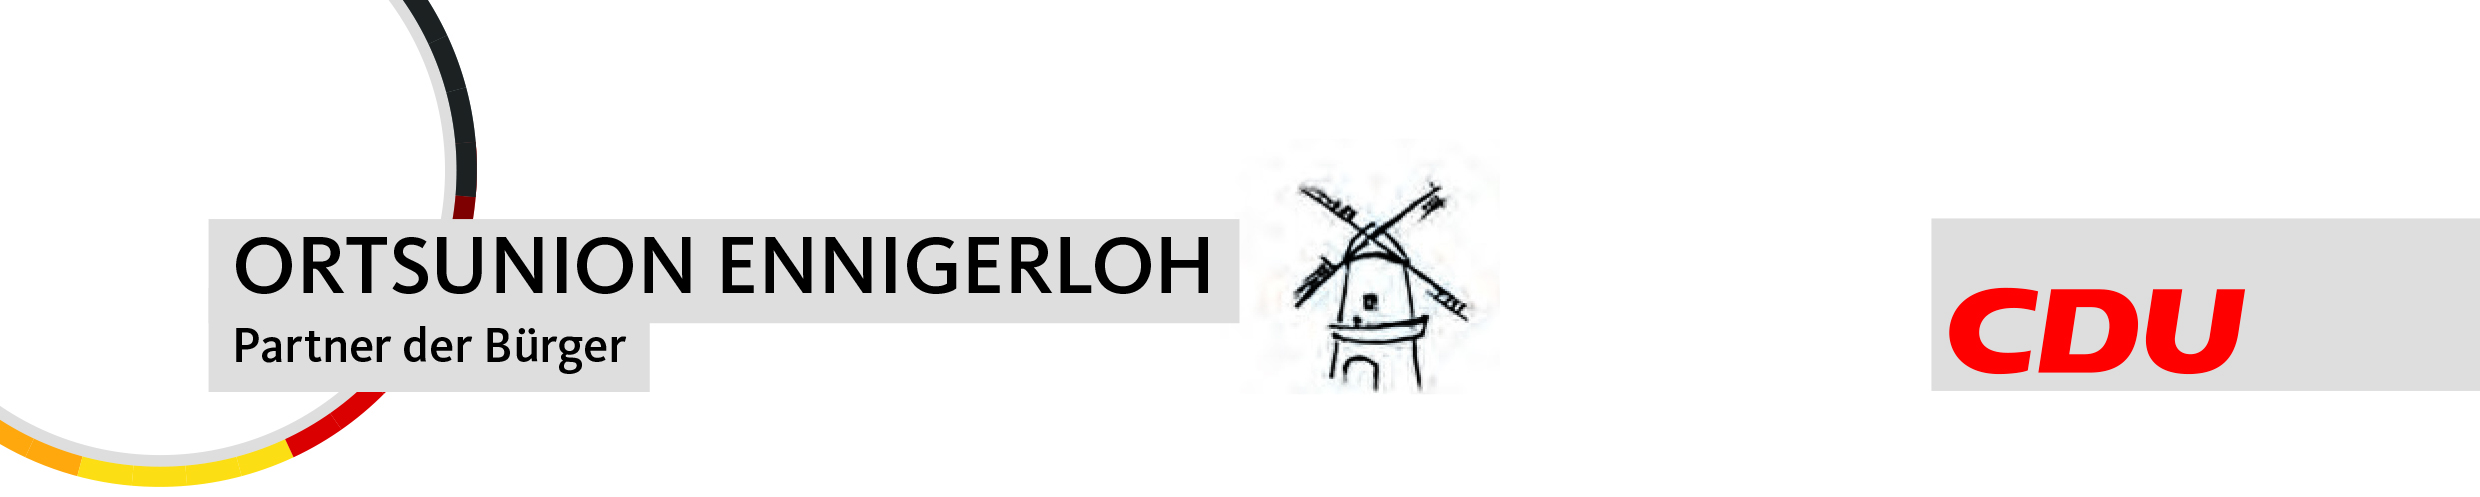 ORTSUNION ENNIGERLOH
Partner der Bürger
CDU